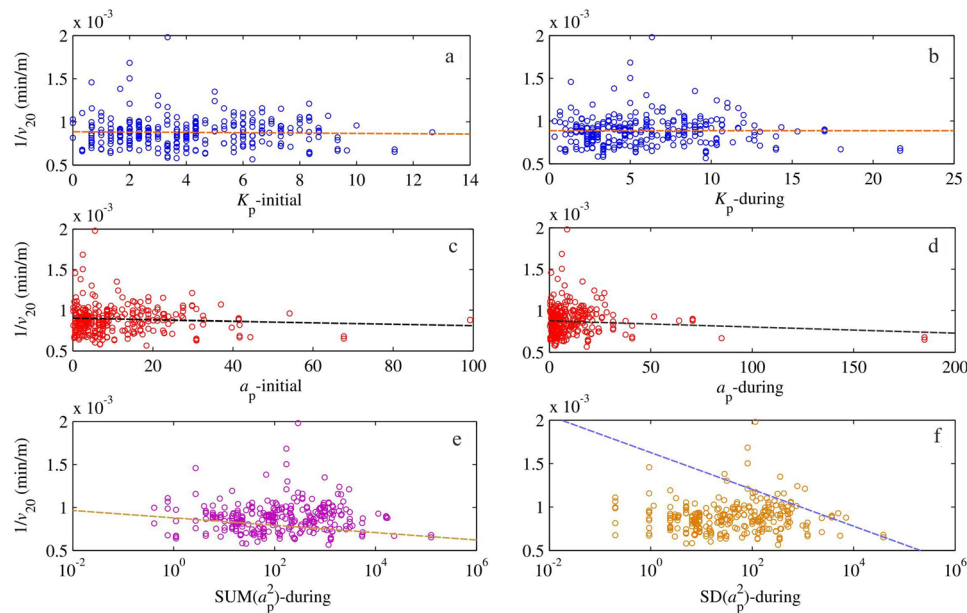 x 10⁻³ x 10⁻³
2 a 2 b
1.5 1.5
1/v₂₀ (min/m)
1 1
0.5 0.5
0 2 4 6 8 10 12 14 0 5 10 15 20 25
Kₚ-initial Kₚ-during
x 10⁻³ x 10⁻³
2 c 2 d
1.5 1.5
1/v₂₀ (min/m)
1 1
0.5 0.5
0 20 40 60 80 100 0 50 100 150 200
aₚ-initial aₚ-during
x 10⁻³ x 10⁻³
2 e 2 f
1.5 1.5
1/v₂₀ (min/m)
1 1
0.5 0.5
10⁻² 10⁰ 10² 10⁴ 10⁶ 10⁻² 10⁰ 10² 10⁴ 10⁶
SUM(aₚ²)-during SD(aₚ²)-during